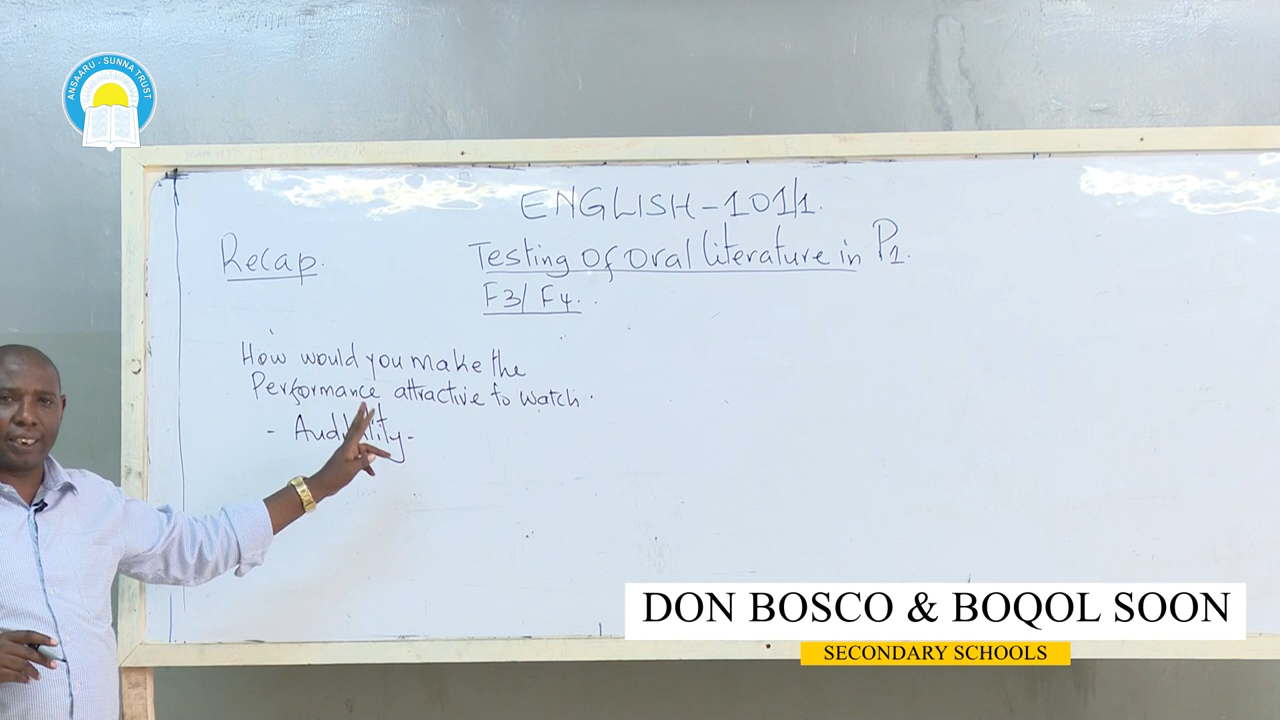 ANSAARU - SUNNA TRUST
ENGLISH - 101/1.
Recap.
Testing Of Oral literature in P1.
F3/ F4..
How would you make the
Performance attractive to watch.
- Audibility-
DON BOSCO & BOQOL SOON
SECONDARY SCHOOLS